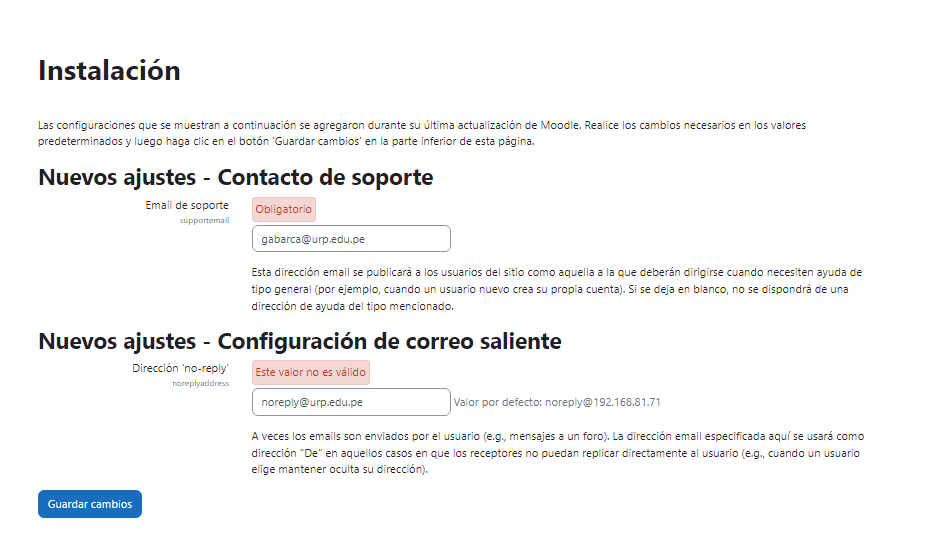 Instalación
Las configuraciones que se muestran a continuación se agregaron durante su última actualización de Moodle. Realice los cambios necesarios en los valores
predeterminados y luego haga clic en el botón 'Guardar cambios' en la parte inferior de esta página.
Nuevos ajustes - Contacto de soporte
Email de soporte
Obligatorio
supportemail
gabarca@urp.edu.pe
Esta dirección email se publicará a los usuarios del sitio como aquella a la que deberán dirigirse cuando necesiten ayuda de
tipo general (por ejemplo, cuando un usuario nuevo crea su propia cuenta). Si se deja en blanco, no se dispondrá de una
dirección de ayuda del tipo mencionado.
Nuevos ajustes - Configuración de correo saliente
Dirección 'no-reply'
Este valor no es válido
noreplyaddress
noreply@urp.edu.pe Valor por defecto: noreply@192.168.81.71
A veces los emails son enviados por el usuario (e.g., mensajes a un foro). La dirección email especificada aquí se usará como
dirección "De" en aquellos casos en que los receptores no puedan replicar directamente al usuario (e.g., cuando un usuario
elige mantener oculta su dirección).
Guardar cambios